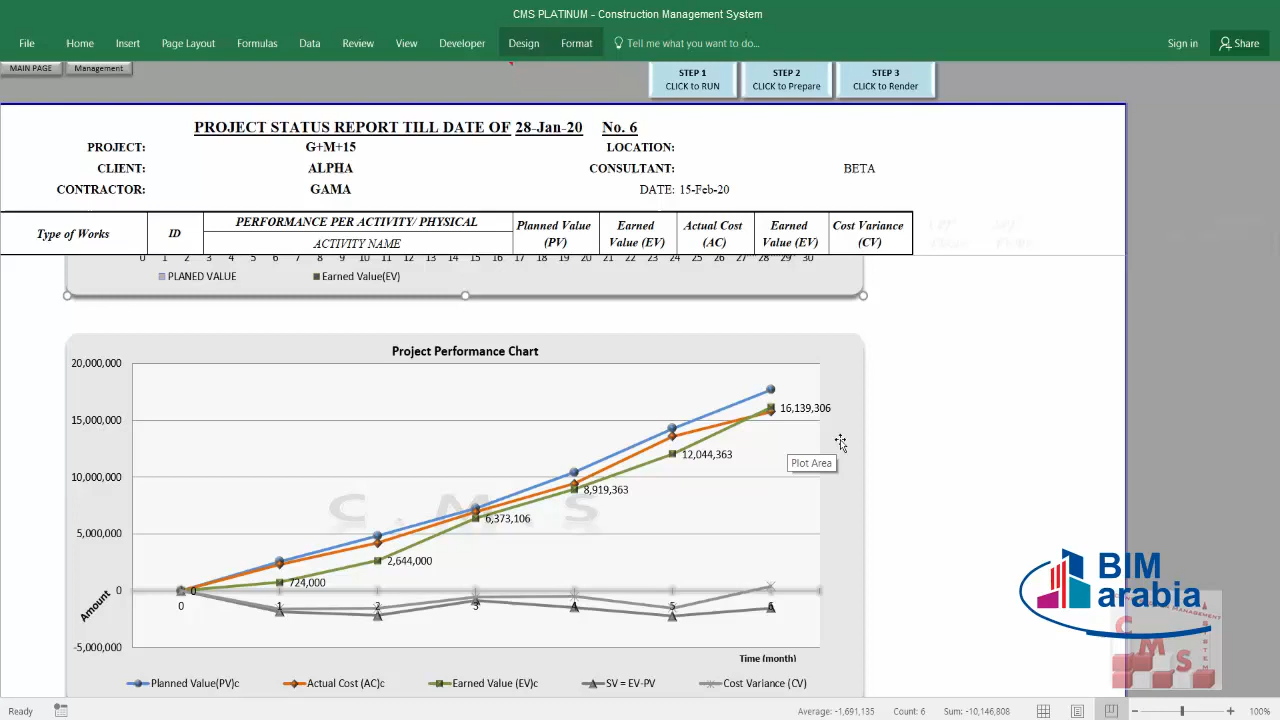 CMS PLATINUM - Construction Management System
File Home Insert Page Layout Formulas Data Review View Developer Design Format Tell me what you want to do... Sign in Share
MAIN PAGE Management
STEP 1 STEP 2 STEP 3
CLICK to RUN CLICK to Prepare CLICK to Render
PROJECT STATUS REPORT TILL DATE OF 28-Jan-20 No. 6
PROJECT: G+M+15 LOCATION:
CLIENT: ALPHA CONSULTANT: BETA
CONTRACTOR: GAMA DATE: 15-Feb-20
Type of Works ID PERFORMANCE PER ACTIVITY/ PHYSICAL Planned Value (PV) Earned Value (EV) Actual Cost (AC) Earned Value (EV) Cost Variance (CV)
ACTIVITY NAME
0 1 2 3 4 5 6 7 8 9 10 11 12 13 14 15 16 17 18 19 20 21 22 23 24 25 26 27 28 29 30
PLANED VALUE Earned Value(EV)
Project Performance Chart
20,000,000
15,000,000
10,000,000
5,000,000
0
-5,000,000
16,139,306
12,044,363
8,919,363
6,373,106
2,644,000
724,000
0
Plot Area
C . M . S
0 1 2 3 4 5 6
Amount
Time (month)
Planned Value(PV)c Actual Cost (AC)c Earned Value (EV)c SV = EV-PV Cost Variance (CV)
BIM
arabia
CMS
Ready Average: -1,691,135 Count: 6 Sum: -10,146,808 100%